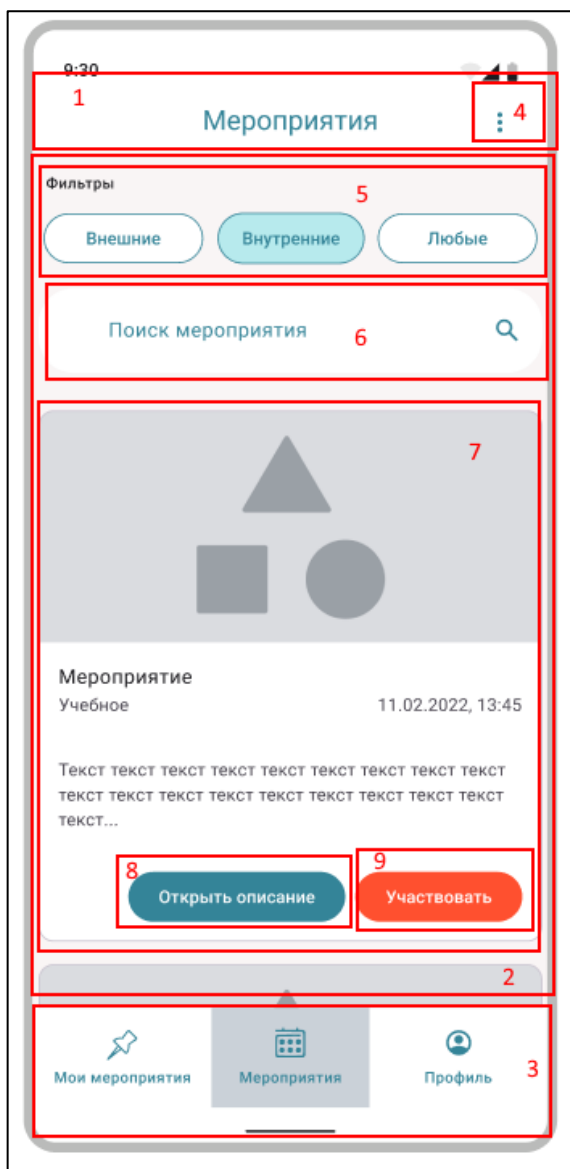 9:30
1
Мероприятия
4
Фильтры
5
Внешние Внутренние Любые
Поиск мероприятия
6
7
Мероприятие
Учебное 11.02.2022, 13:45
Текст текст текст текст текст текст текст текст текст
текст текст текст текст текст текст текст текст текст
текст...
8 9
Открыть описание Участвовать
2
Мои мероприятия Мероприятия Профиль 3